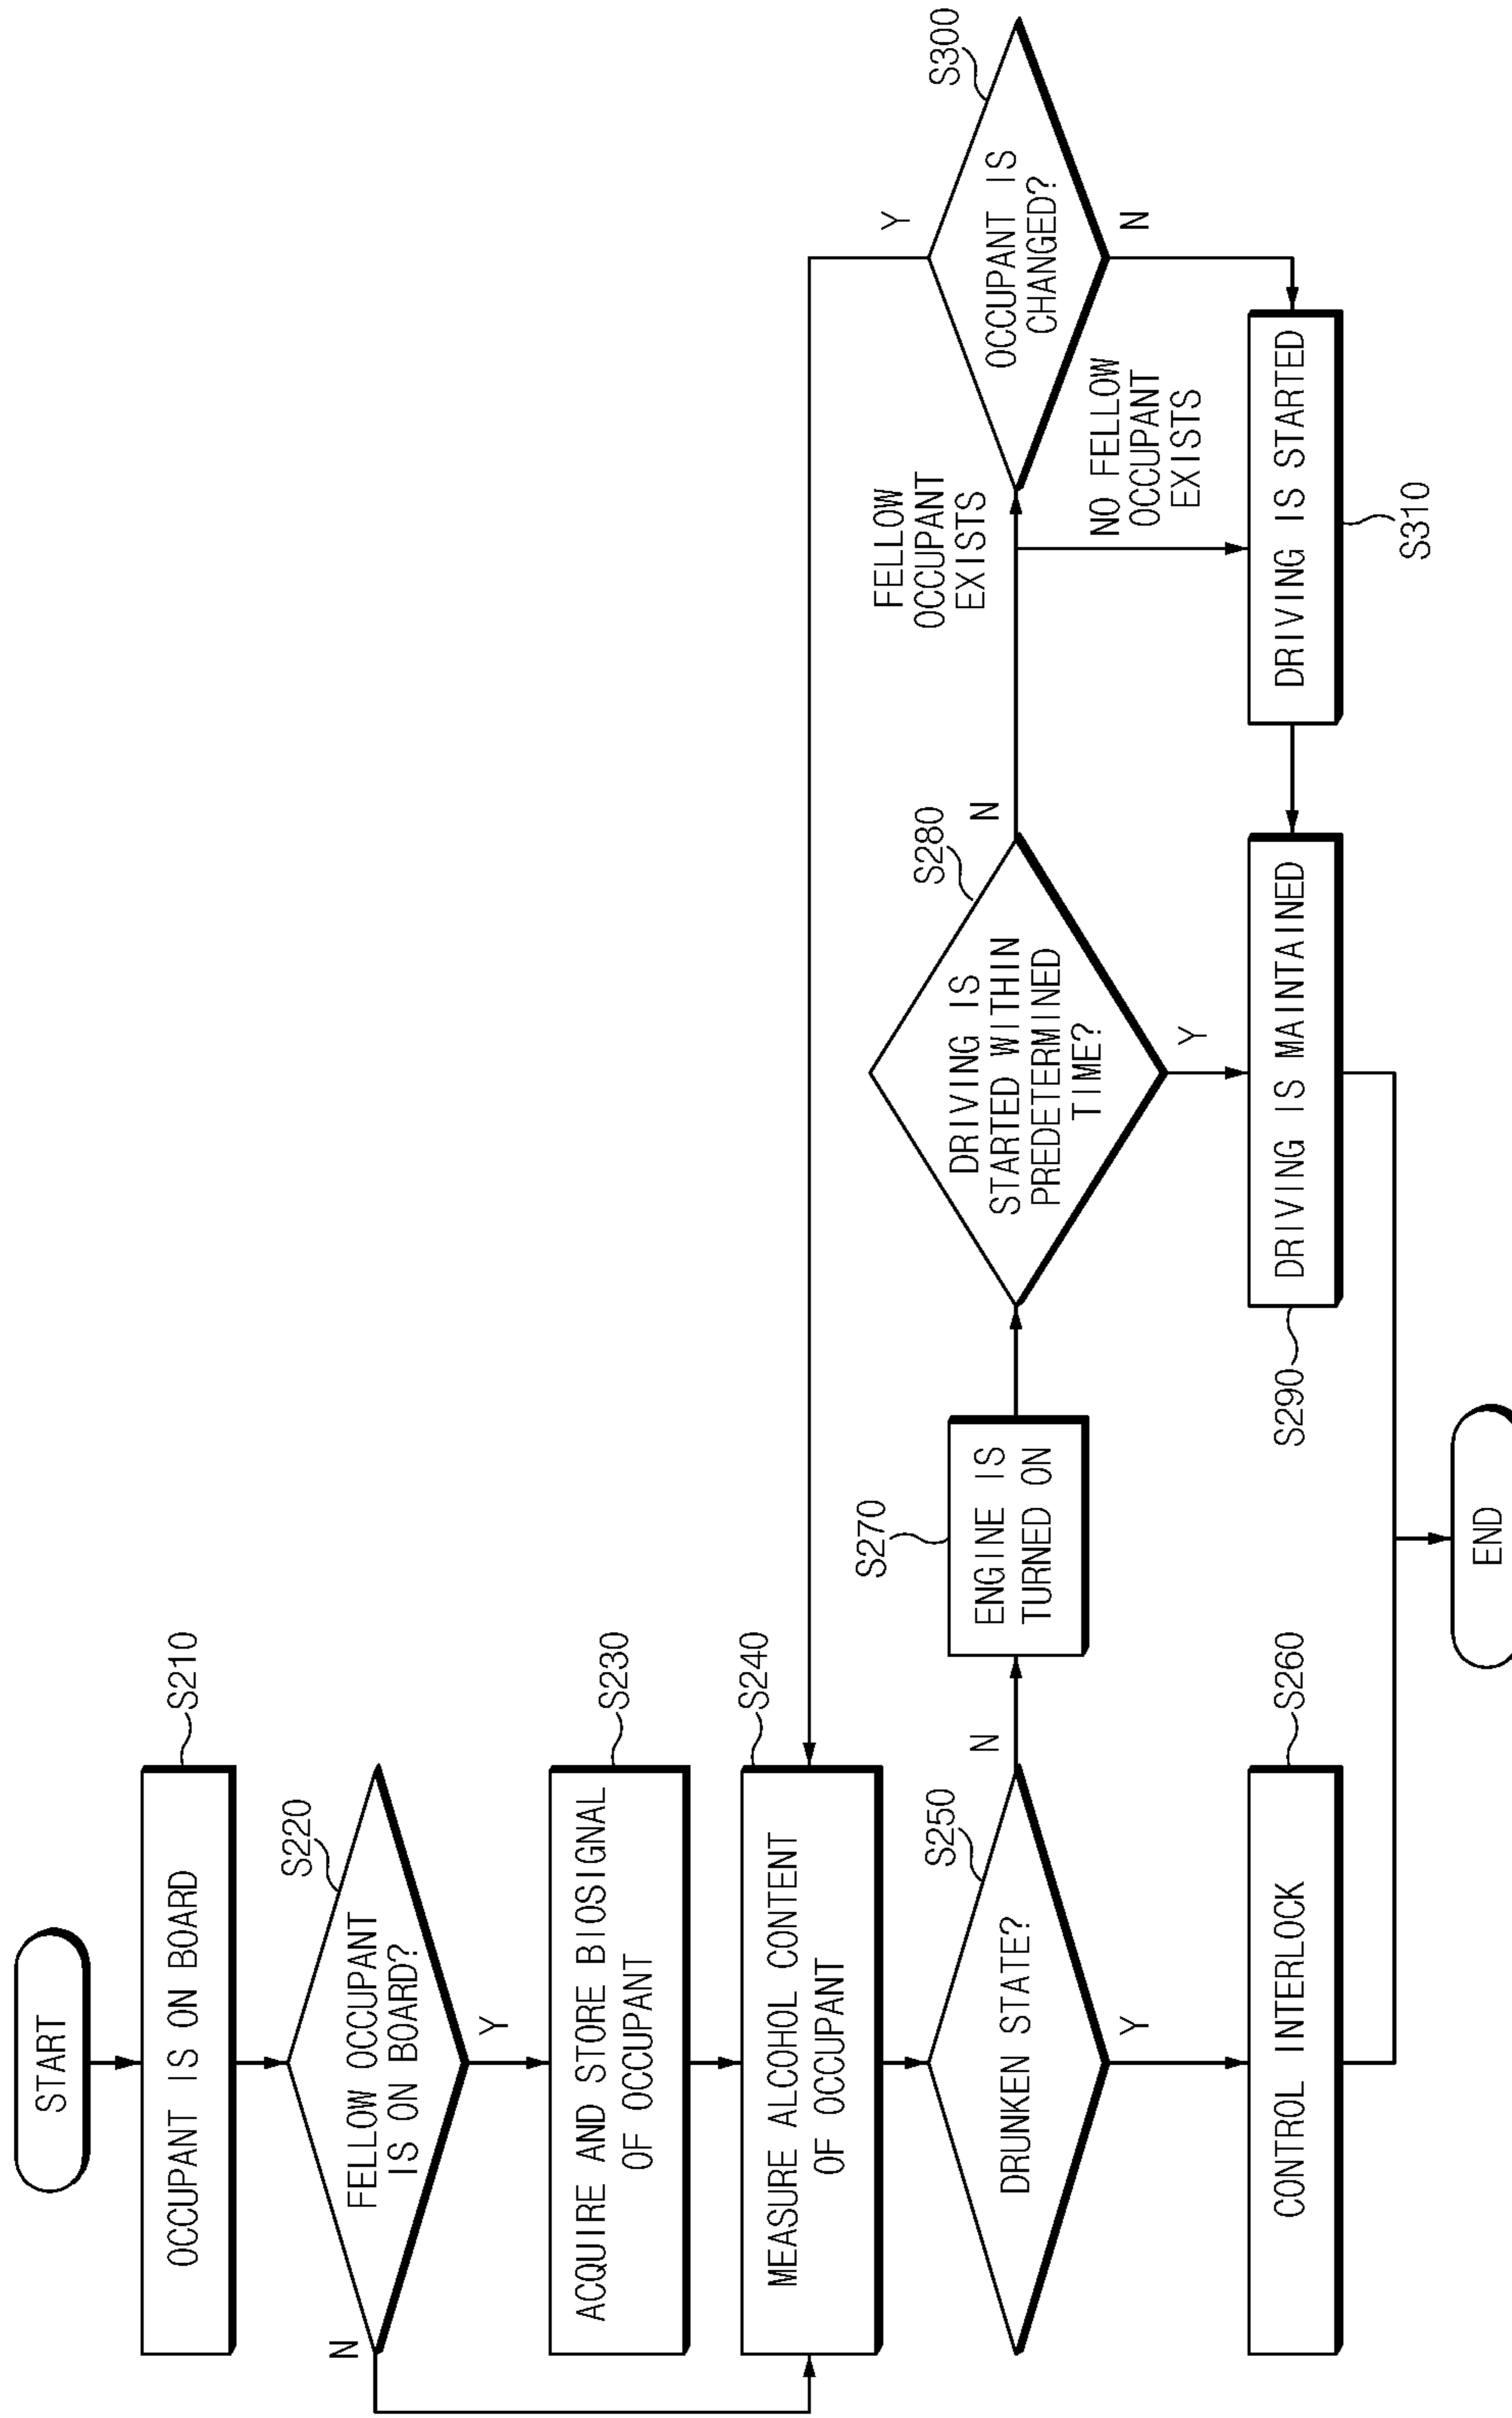 START
OCCUPANT IS ON BOARD
S210
FELLOW OCCUPANT
IS ON BOARD?
S220
N
Y
ACQUIRE AND STORE BIOSIGNAL
OF OCCUPANT
S230
MEASURE ALCOHOL CONTENT
OF OCCUPANT
S240
DRUNKEN STATE?
S250
N
Y
CONTROL INTERLOCK
S260
ENGINE IS
TURNED ON
S270
DRIVING IS
STARTED WITHIN
PREDETERMINED
TIME?
S280
N
Y
DRIVING IS MAINTAINED
S290
FELLOW
OCCUPANT
EXISTS
NO FELLOW
OCCUPANT
EXISTS
OCCUPANT IS
CHANGED?
S300
Y
N
DRIVING IS STARTED
S310
END